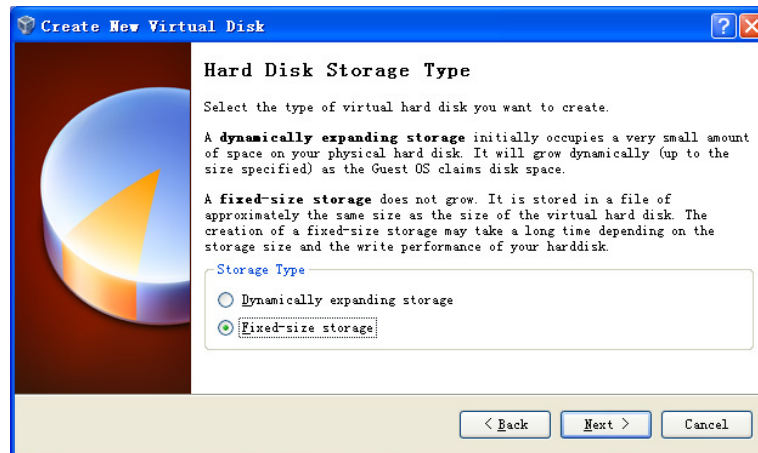 Create New Virtual Disk
Hard Disk Storage Type
Select the type of virtual hard disk you want to create.
A dynamically expanding storage initially occupies a very small amount
of space on your physical hard disk. It will grow dynamically (up to the
size specified) as the Guest OS claims disk space.
A fixed-size storage does not grow. It is stored in a file of
approximately the same size as the size of the virtual hard disk. The
creation of a fixed-size storage may take a long time depending on the
storage size and the write performance of your harddisk.
Storage Type
Dynamically expanding storage
Fixed-size storage
< Back
Next >
Cancel